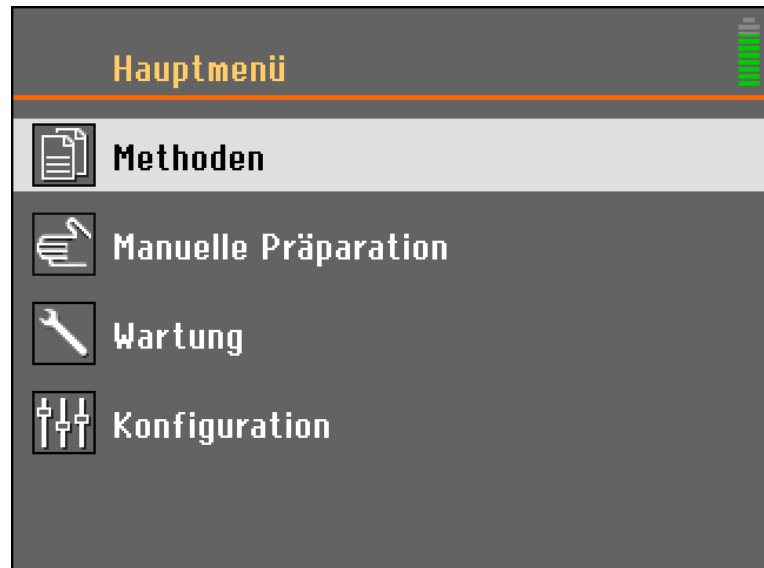 Hauptmenü
Methoden
Manuelle Präparation
Wartung
Konfiguration